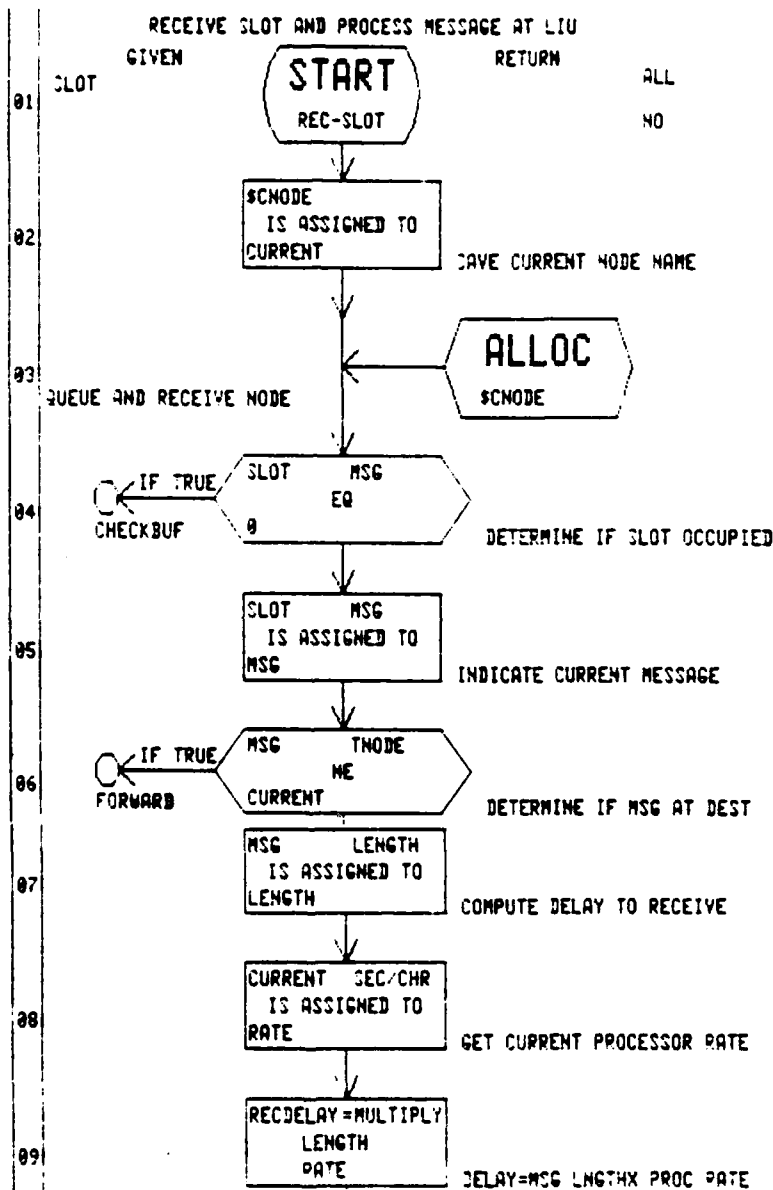 RECEIVE SLOT AND PROCESS MESSAGE AT LIU
GIVEN RETURN
SLOT ALL
NO
01
START
REC-SLOT
$CNODE
IS ASSIGNED TO
CURRENT
02
SAVE CURRENT NODE NAME
ALLOC
$CNODE
03
QUEUE AND RECEIVE NODE
SLOT MSG
EQ
0
IF TRUE
CHECKBUF
04
DETERMINE IF SLOT OCCUPIED
SLOT MSG
IS ASSIGNED TO
MSG
05
INDICATE CURRENT MESSAGE
MSG TNODE
NE
CURRENT
IF TRUE
FORWARD
06
DETERMINE IF MSG AT DEST
MSG LENGTH
IS ASSIGNED TO
LENGTH
07
COMPUTE DELAY TO RECEIVE
CURRENT SEC/CHR
IS ASSIGNED TO
RATE
08
GET CURRENT PROCESSOR RATE
RECDELAY=MULTIPLY
LENGTH
RATE
09
DELAY=MSG LNGTHX PROC RATE